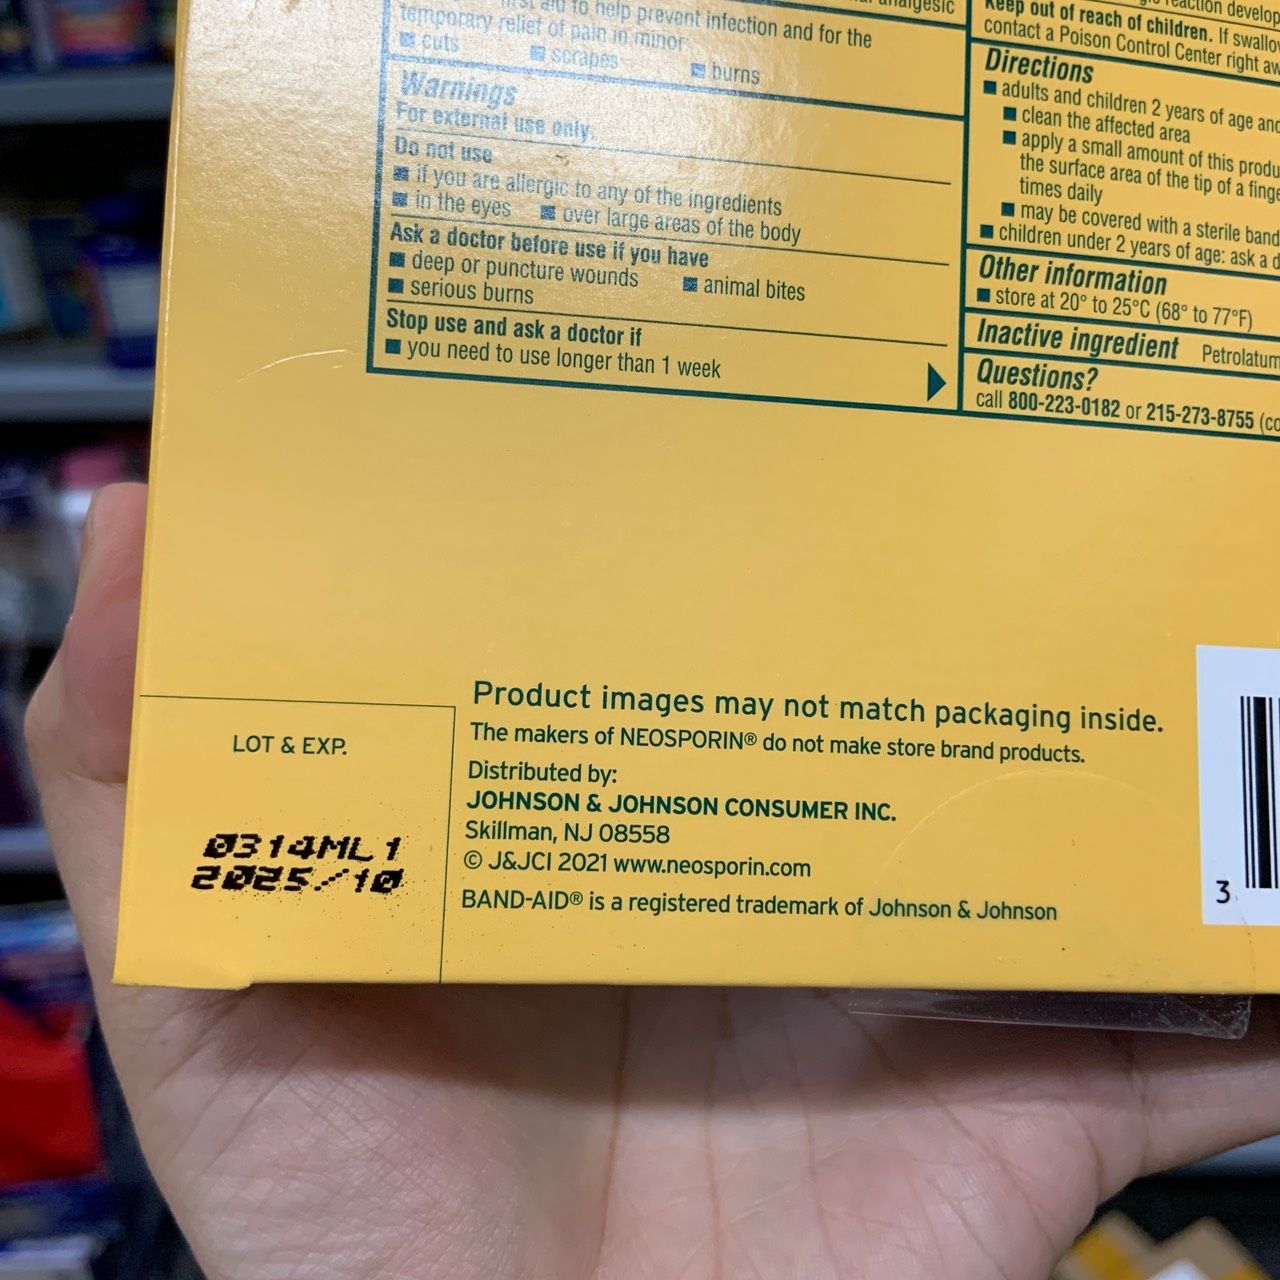 to help prevent infection and for the
temporary relief of pain in minor:
■ cuts ■ scrapes ■ burns
Warnings
For external use only.
Do not use
■ if you are allergic to any of the ingredients
■ in the eyes ■ over large areas of the body
Ask a doctor before use if you have
■ deep or puncture wounds ■ animal bites
■ serious burns
Stop use and ask a doctor if
■ you need to use longer than 1 week
Keep out of reach of children. If
contact a Poison Control Center right
Directions
■ adults and children 2 years of age
■ clean the affected area
■ apply a small amount of this
the surface area of the tip of a
times daily
■ may be covered with a sterile
■ children under 2 years of age: ask a
Other information
■ store at 20° to 25°C (68° to 77°F)
Inactive ingredient Petrolatum
Questions?
call 800-223-0182 or 215-273-8755
LOT & EXP.
0314ML1
2025/10
Product images may not match packaging inside.
The makers of NEOSPORIN® do not make store brand products.
Distributed by:
JOHNSON & JOHNSON CONSUMER INC.
Skillman, NJ 08558
© J&JCI 2021 www.neosporin.com
BAND-AID® is a registered trademark of Johnson & Johnson
3